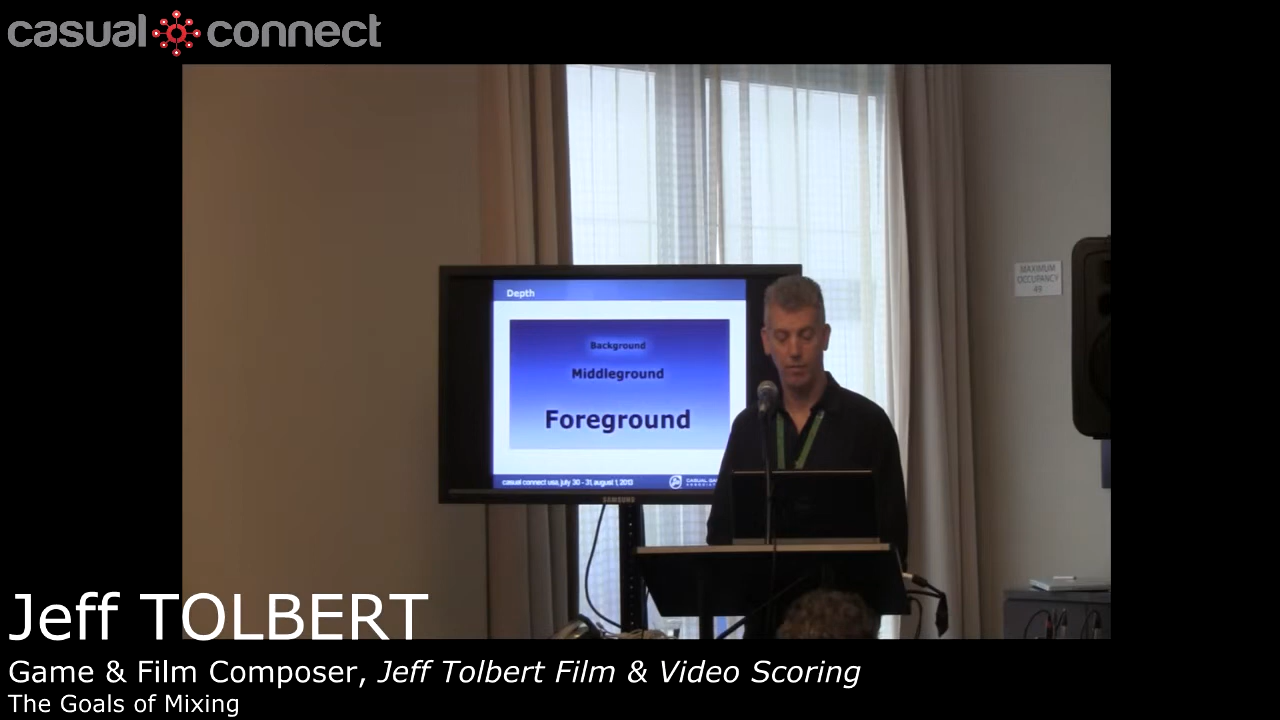 casual connect
MAXIMUM
OCCUPANCY
49
Depth
Background
Middleground
Foreground
casual connect usa, july 30 - 31, august 1, 2013
CASUAL
SAMSUNG
Jeff TOLBERT
Game & Film Composer, Jeff Tolbert Film & Video Scoring
The Goals of Mixing